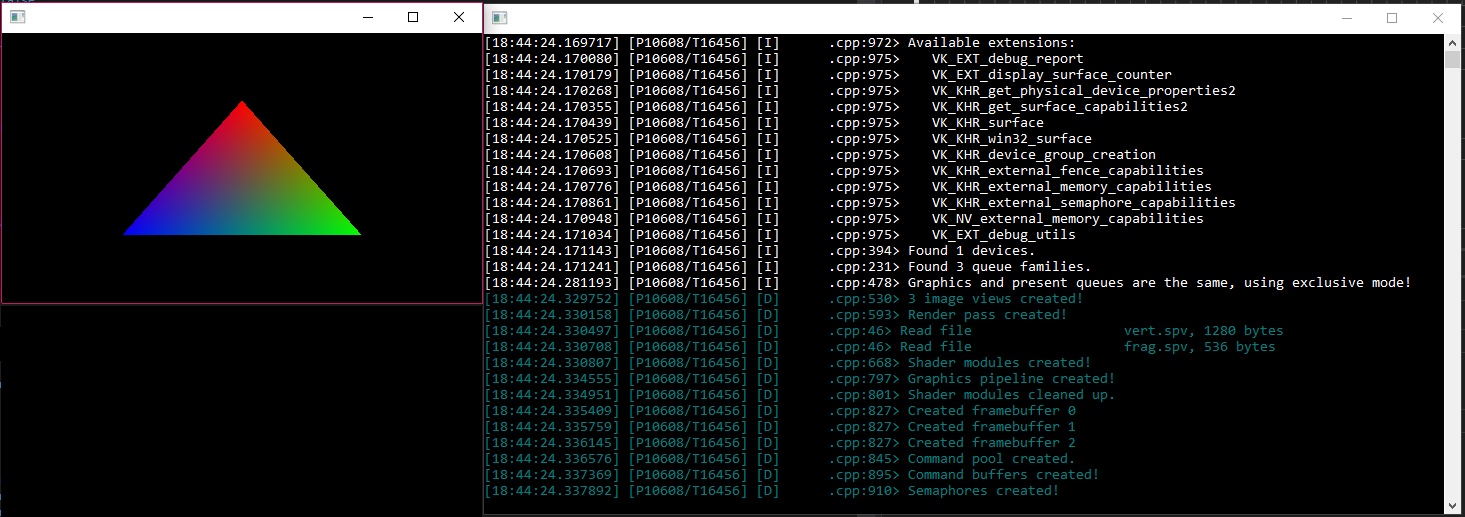 [18:44:24.169717] [P10608/T16456] [I] .cpp:972> Available extensions:
[18:44:24.170080] [P10608/T16456] [I] .cpp:975> VK_EXT_debug_report
[18:44:24.170179] [P10608/T16456] [I] .cpp:975> VK_EXT_display_surface_counter
[18:44:24.170268] [P10608/T16456] [I] .cpp:975> VK_KHR_get_physical_device_properties2
[18:44:24.170355] [P10608/T16456] [I] .cpp:975> VK_KHR_get_surface_capabilities2
[18:44:24.170439] [P10608/T16456] [I] .cpp:975> VK_KHR_surface
[18:44:24.170525] [P10608/T16456] [I] .cpp:975> VK_KHR_win32_surface
[18:44:24.170608] [P10608/T16456] [I] .cpp:975> VK_KHR_device_group_creation
[18:44:24.170693] [P10608/T16456] [I] .cpp:975> VK_KHR_external_fence_capabilities
[18:44:24.170776] [P10608/T16456] [I] .cpp:975> VK_KHR_external_memory_capabilities
[18:44:24.170861] [P10608/T16456] [I] .cpp:975> VK_KHR_external_semaphore_capabilities
[18:44:24.170948] [P10608/T16456] [I] .cpp:975> VK_NV_external_memory_capabilities
[18:44:24.171034] [P10608/T16456] [I] .cpp:975> VK_EXT_debug_utils
[18:44:24.171143] [P10608/T16456] [I] .cpp:394> Found 1 devices.
[18:44:24.171241] [P10608/T16456] [I] .cpp:231> Found 3 queue families.
[18:44:24.281193] [P10608/T16456] [I] .cpp:478> Graphics and present queues are the same, using exclusive mode!
[18:44:24.329752] [P10608/T16456] [D] .cpp:530> 3 image views created!
[18:44:24.330158] [P10608/T16456] [D] .cpp:593> Render pass created!
[18:44:24.330497] [P10608/T16456] [D] .cpp:46> Read file vert.spv, 1280 bytes
[18:44:24.330708] [P10608/T16456] [D] .cpp:46> Read file frag.spv, 536 bytes
[18:44:24.330807] [P10608/T16456] [D] .cpp:668> Shader modules created!
[18:44:24.334555] [P10608/T16456] [D] .cpp:797> Graphics pipeline created!
[18:44:24.334951] [P10608/T16456] [D] .cpp:801> Shader modules cleaned up.
[18:44:24.335409] [P10608/T16456] [D] .cpp:827> Created framebuffer 0
[18:44:24.335759] [P10608/T16456] [D] .cpp:827> Created framebuffer 1
[18:44:24.336145] [P10608/T16456] [D] .cpp:827> Created framebuffer 2
[18:44:24.336576] [P10608/T16456] [D] .cpp:845> Command pool created.
[18:44:24.337369] [P10608/T16456] [D] .cpp:895> Command buffers created!
[18:44:24.337892] [P10608/T16456] [D] .cpp:910> Semaphores created!